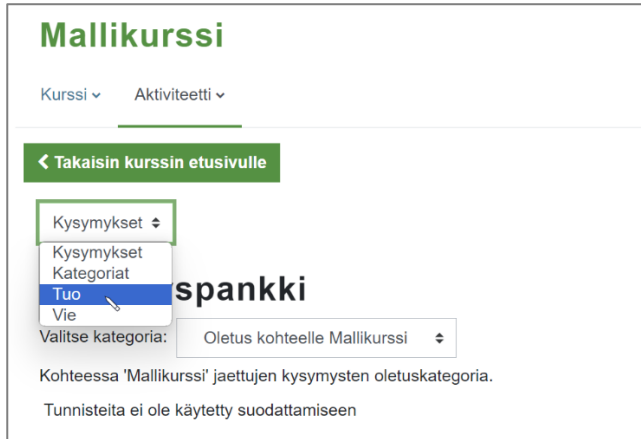 Mallikurssi
Kurssi Aktiviteetti
Takaisin kurssin etusivulle
Kysymykset
Kysymykset
Kategoriat
Tuo
Vie
spankki
Valitse kategoria: Oletus kohteelle Mallikurssi
Kohteessa 'Mallikurssi' jaettujen kysymysten oletuskategoria.
Tunnisteita ei ole käytetty suodattamiseen